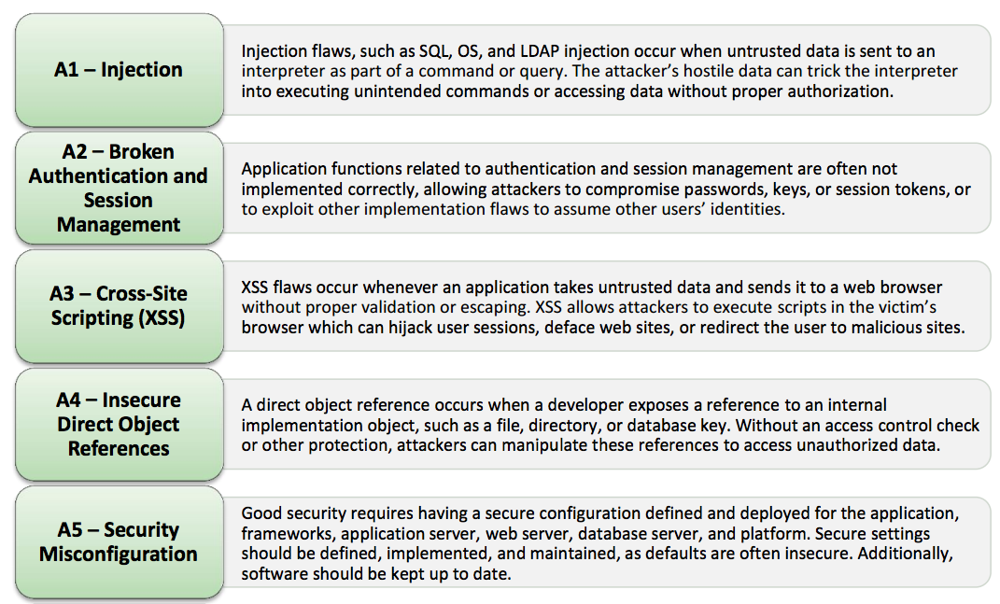 A1 – Injection
Injection flaws, such as SQL, OS, and LDAP injection occur when untrusted data is sent to an
interpreter as part of a command or query. The attacker’s hostile data can trick the interpreter
into executing unintended commands or accessing data without proper authorization.
A2 – Broken
Authentication and
Session
Management
Application functions related to authentication and session management are often not
implemented correctly, allowing attackers to compromise passwords, keys, or session tokens, or
to exploit other implementation flaws to assume other users’ identities.
A3 – Cross-Site
Scripting (XSS)
XSS flaws occur whenever an application takes untrusted data and sends it to a web browser
without proper validation or escaping. XSS allows attackers to execute scripts in the victim’s
browser which can hijack user sessions, deface web sites, or redirect the user to malicious sites.
A4 – Insecure
Direct Object
References
A direct object reference occurs when a developer exposes a reference to an internal
implementation object, such as a file, directory, or database key. Without an access control check
or other protection, attackers can manipulate these references to access unauthorized data.
A5 – Security
Misconfiguration
Good security requires having a secure configuration defined and deployed for the application,
frameworks, application server, web server, database server, and platform. Secure settings
should be defined, implemented, and maintained, as defaults are often insecure. Additionally,
software should be kept up to date.